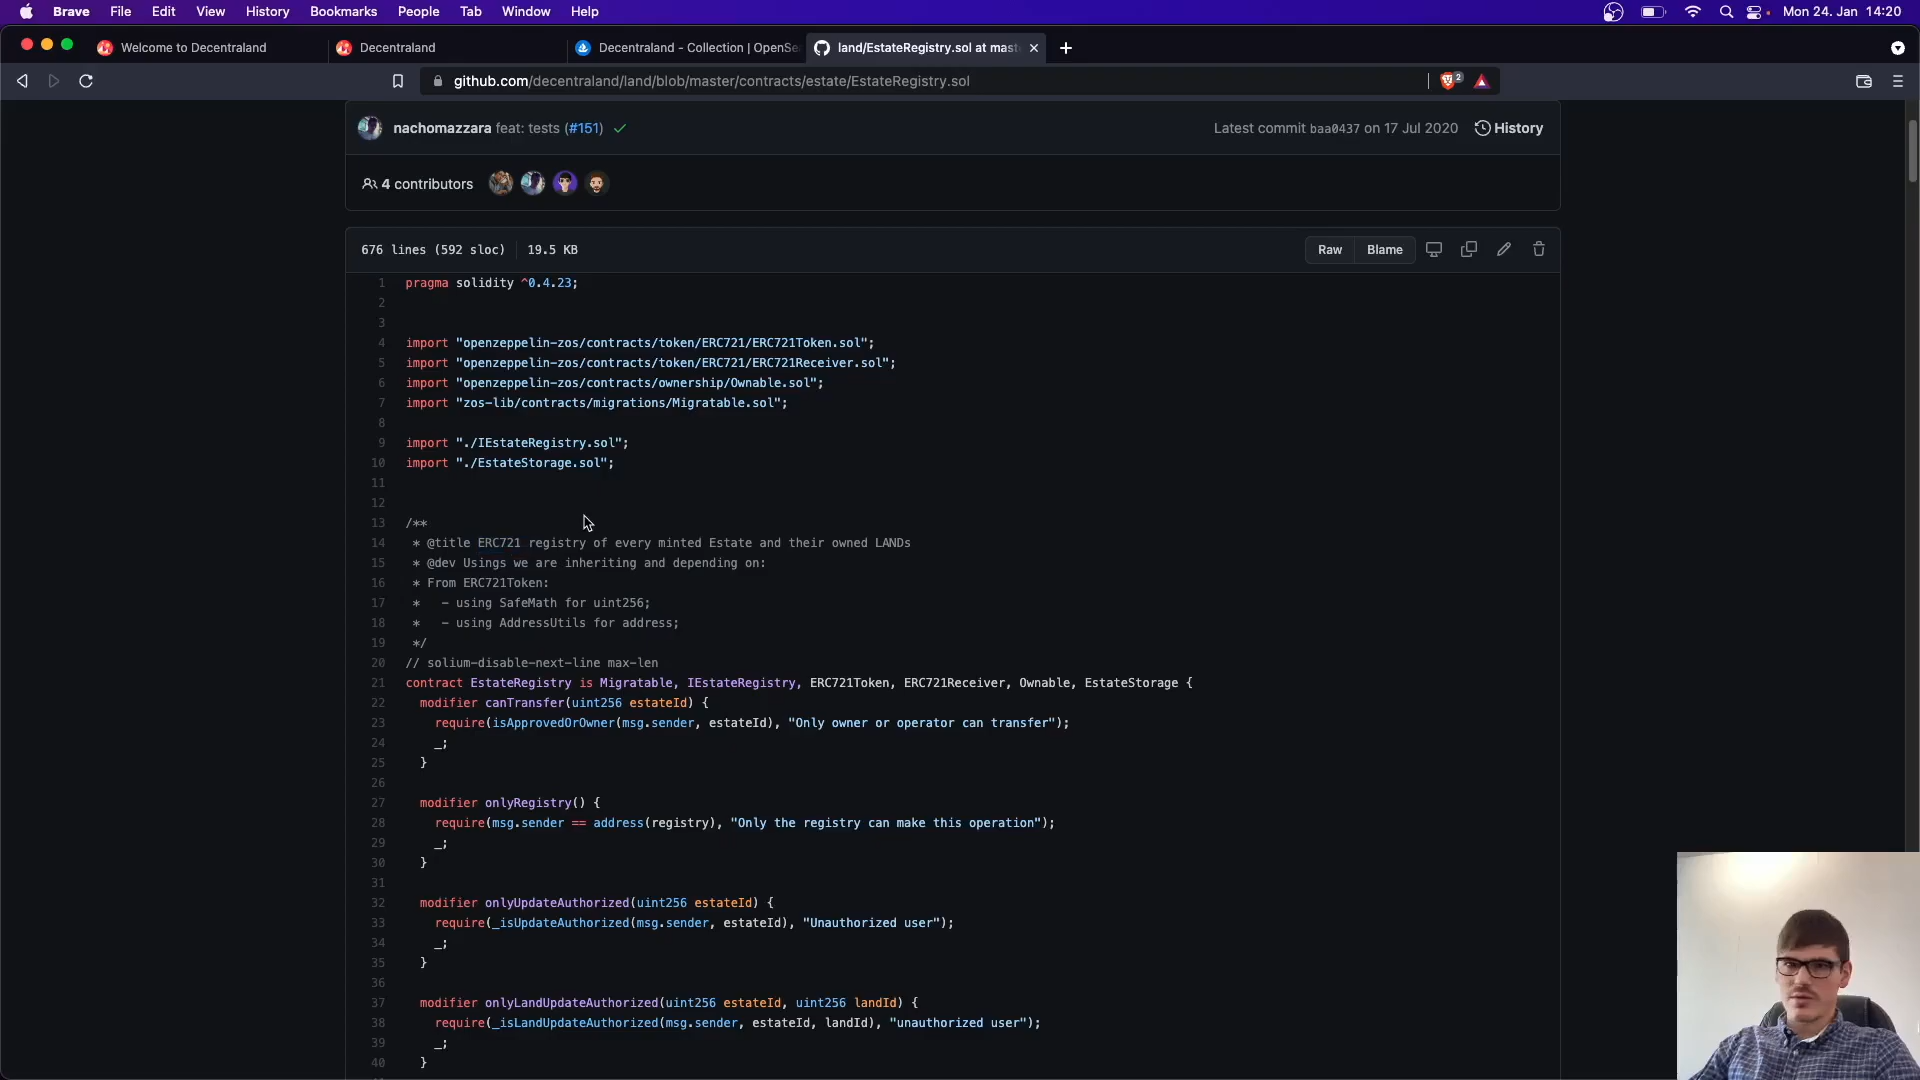 Brave File Edit View History Bookmarks People Tab Window Help Mon 24. Jan 14:20
Welcome to Decentraland Decentraland Decentraland - Collection | OpenSe land/EstateRegistry.sol at mast
github.com/decentraland/land/blob/master/contracts/estate/EstateRegistry.sol 2
nachomazzara feat: tests (#151) Latest commit baa0437 on 17 Jul 2020 History
4 contributors
676 lines (592 sloc) 19.5 KB Raw Blame
1 pragma solidity ^0.4.23;
2
3
4 import "openzeppelin-zos/contracts/token/ERC721/ERC721Token.sol";
5 import "openzeppelin-zos/contracts/token/ERC721/ERC721Receiver.sol";
6 import "openzeppelin-zos/contracts/ownership/Ownable.sol";
7 import "zos-lib/contracts/migrations/Migratable.sol";
8
9 import "./IEstateRegistry.sol";
10 import "./EstateStorage.sol";
11
12
13 /**
14 * @title ERC721 registry of every minted Estate and their owned LANDs
15 * @dev Usings we are inheriting and depending on:
16 * From ERC721Token:
17 * - using SafeMath for uint256;
18 * - using AddressUtils for address;
19 */
20 // solium-disable-next-line max-len
21 contract EstateRegistry is Migratable, IEstateRegistry, ERC721Token, ERC721Receiver, Ownable, EstateStorage {
22 modifier canTransfer(uint256 estateId) {
23 require(isApprovedOrOwner(msg.sender, estateId), "Only owner or operator can transfer");
24 _;
25 }
26
27 modifier onlyRegistry() {
28 require(msg.sender == address(registry), "Only the registry can make this operation");
29 _;
30 }
31
32 modifier onlyUpdateAuthorized(uint256 estateId) {
33 require(_isUpdateAuthorized(msg.sender, estateId), "Unauthorized user");
34 _;
35 }
36
37 modifier onlyLandUpdateAuthorized(uint256 estateId, uint256 landId) {
38 require(_isLandUpdateAuthorized(msg.sender, estateId, landId), "unauthorized user");
39 _;
40 }